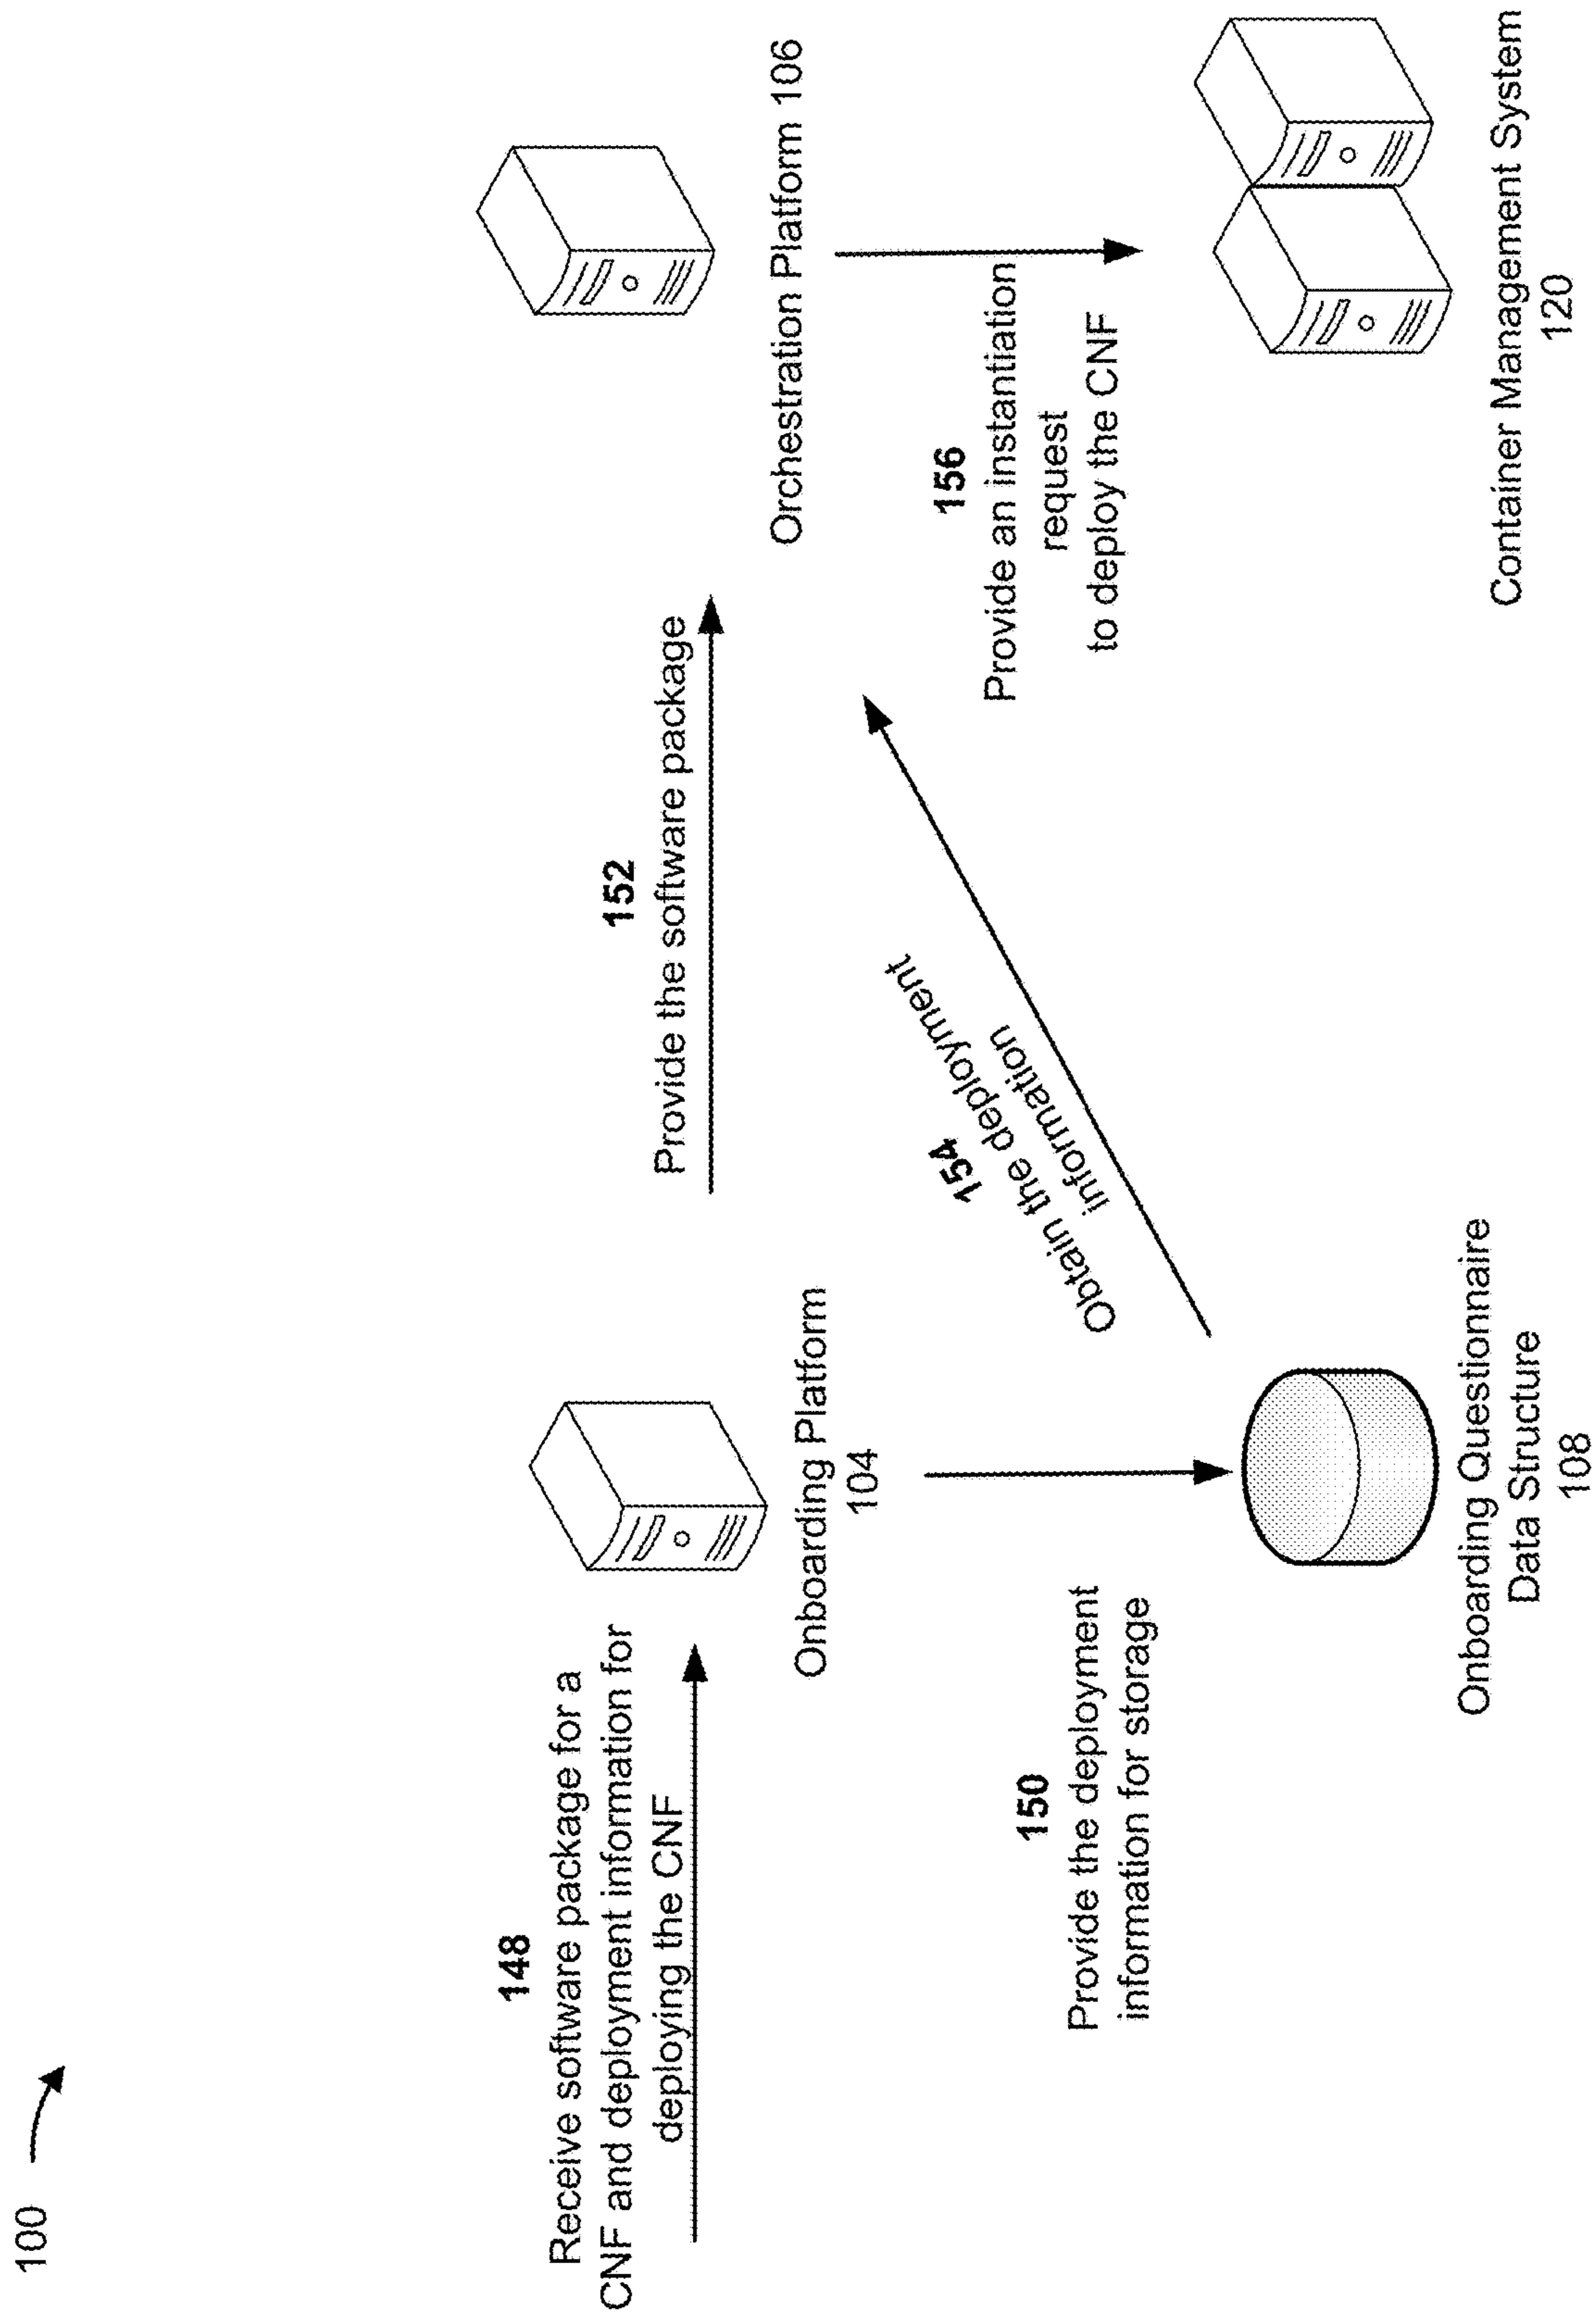 100
148
Receive software package for a
CNF and deployment information for
deploying the CNF
Onboarding Platform
104
150
Provide the deployment
information for storage
Onboarding Questionnaire
Data Structure
108
152
Provide the software package
154
Obtain the deployment
information
Orchestration Platform 106
156
Provide an instantiation
request
to deploy the CNF
Container Management System
120